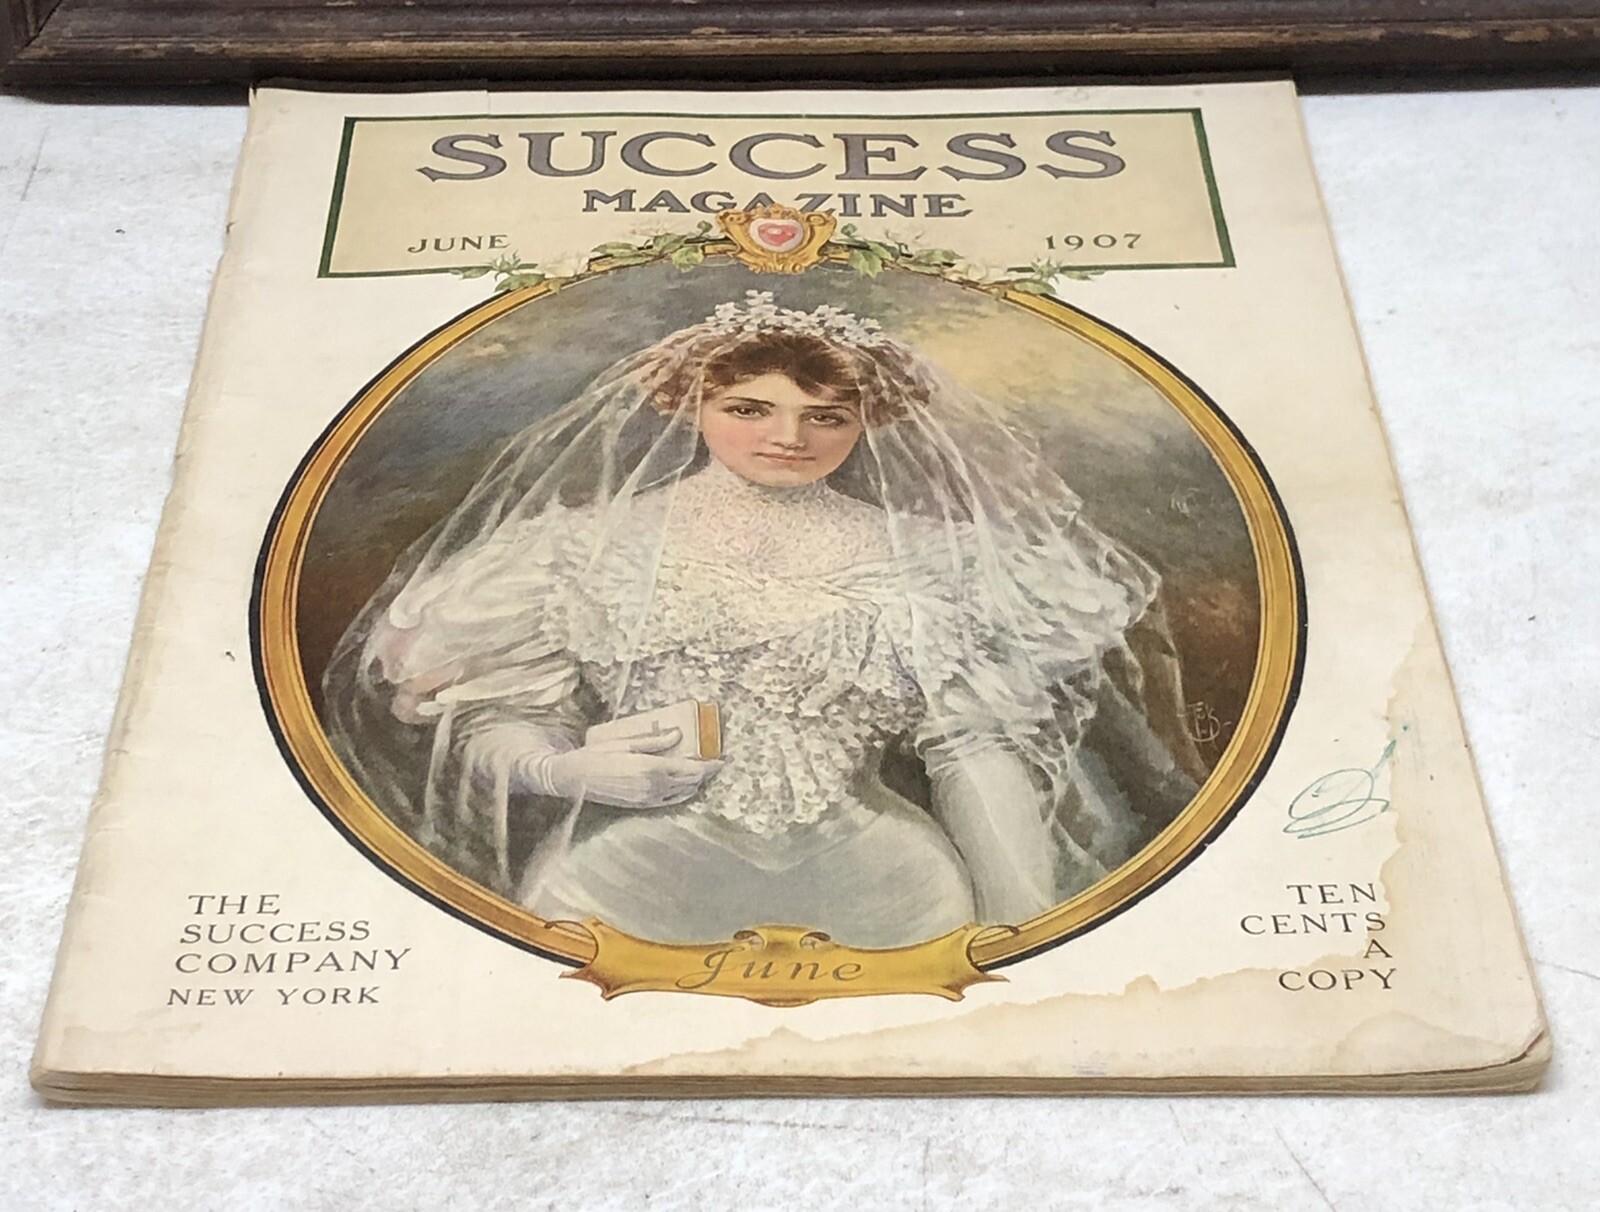 SUCCESS
MAGAZINE
JUNE 1907
June
THE
SUCCESS
COMPANY
NEW YORK
TEN
CENTS
A
COPY